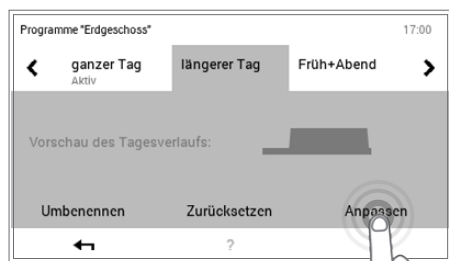 Programme "Erdgeschoss" 17:00
ganzer Tag längerer Tag Früh+Abend
Aktiv
Vorschau des Tagesverlaufs:
Umbenennen Zurücksetzen Anpassen
?